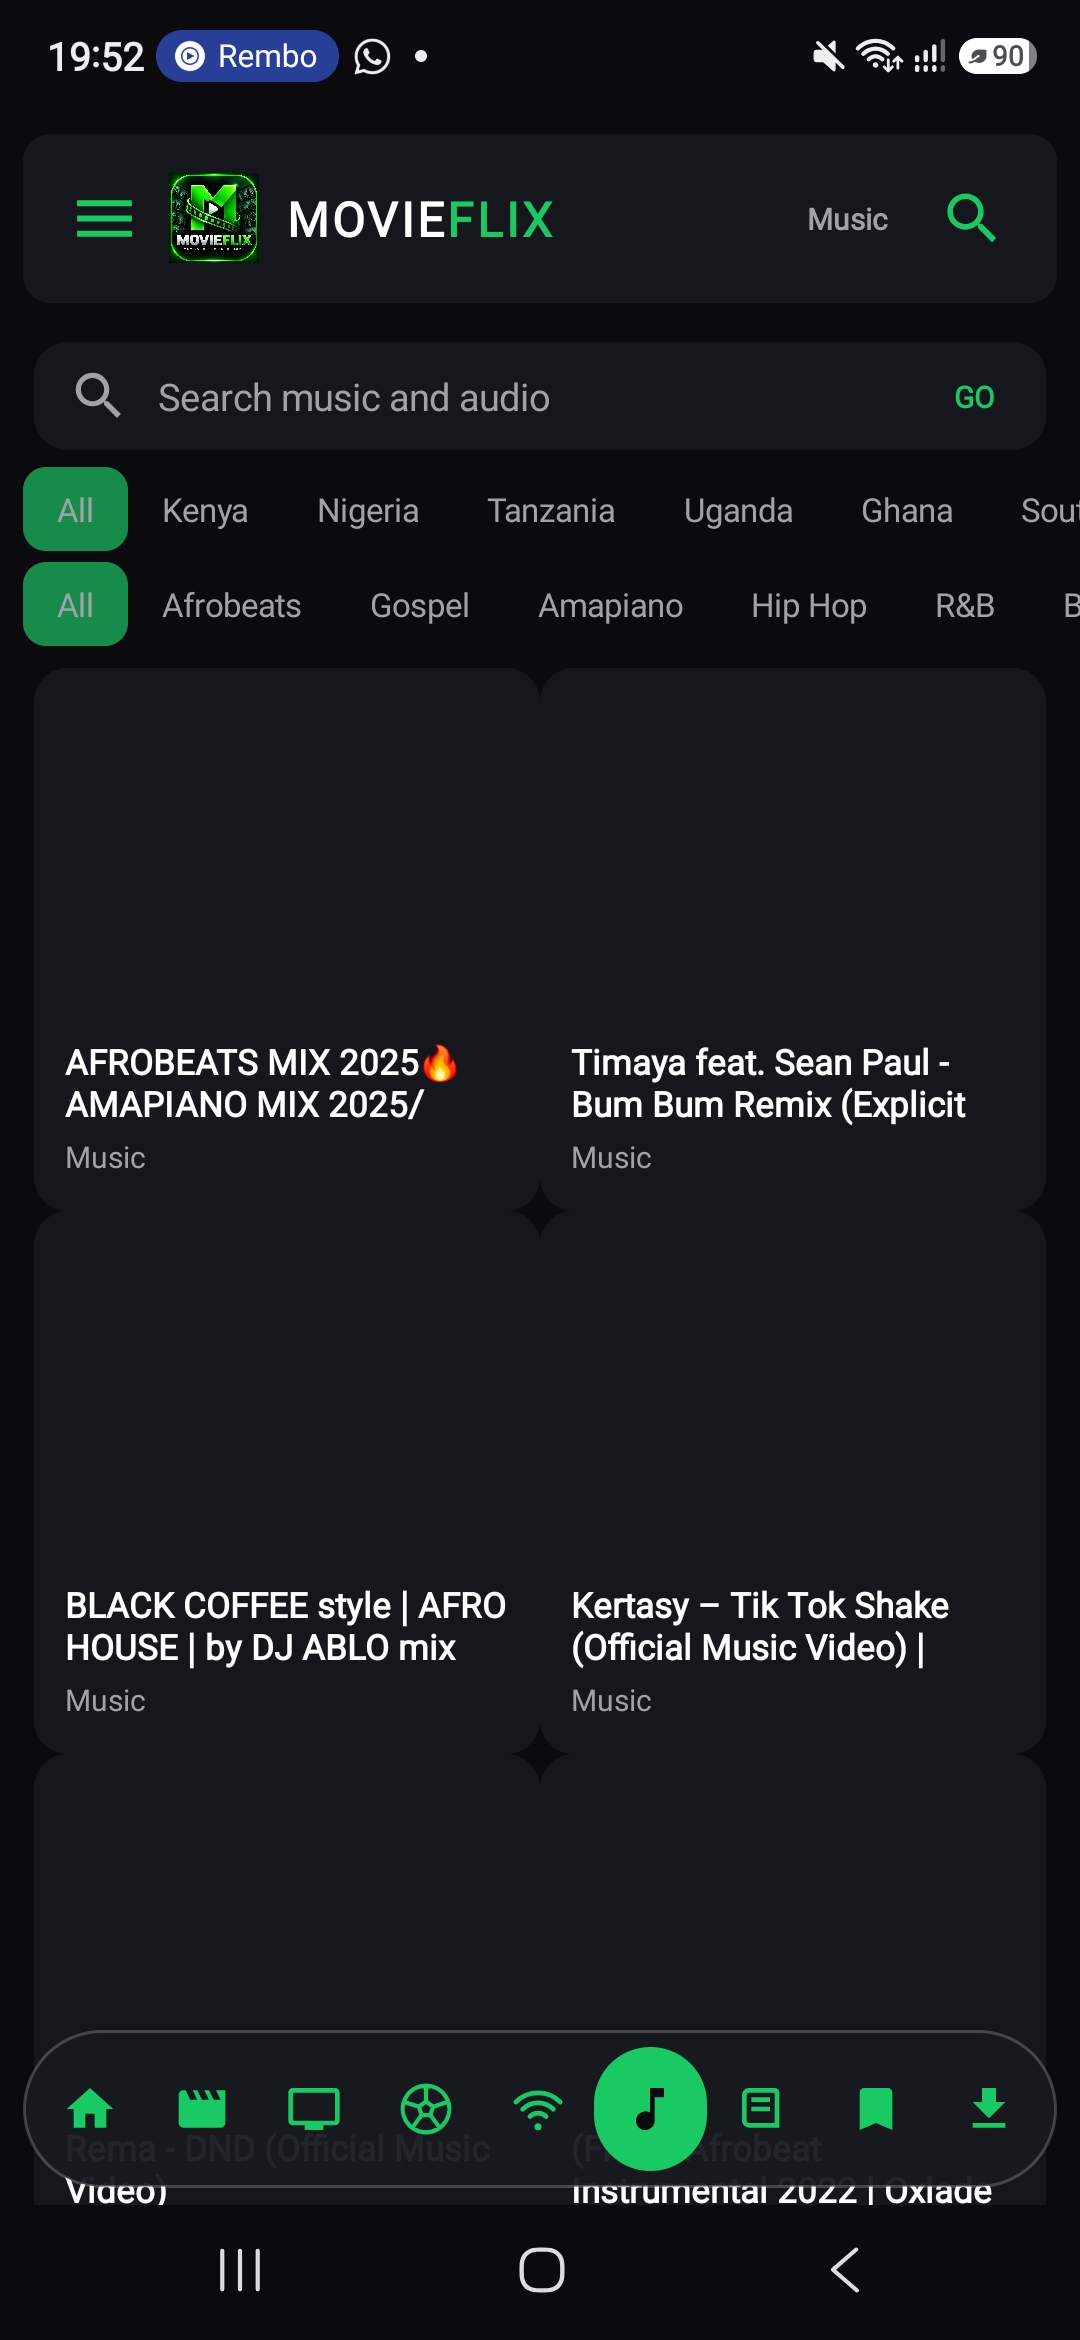 19:52 Rembo 90
MOVIEFLIX
MOVIEFLIX Music
Search music and audio GO
All Kenya Nigeria Tanzania Uganda Ghana Sout
All Afrobeats Gospel Amapiano Hip Hop R&B B
AFROBEATS MIX 2025🔥
AMAPIANO MIX 2025/
Music
Timaya feat. Sean Paul -
Bum Bum Remix (Explicit
Music
BLACK COFFEE style | AFRO
HOUSE | by DJ ABLO mix
Music
Kertasy – Tik Tok Shake
(Official Music Video) |
Music
Rema - DND (Official Music
Video)
Afrobeat
Instrumental 2022 | Oxlade